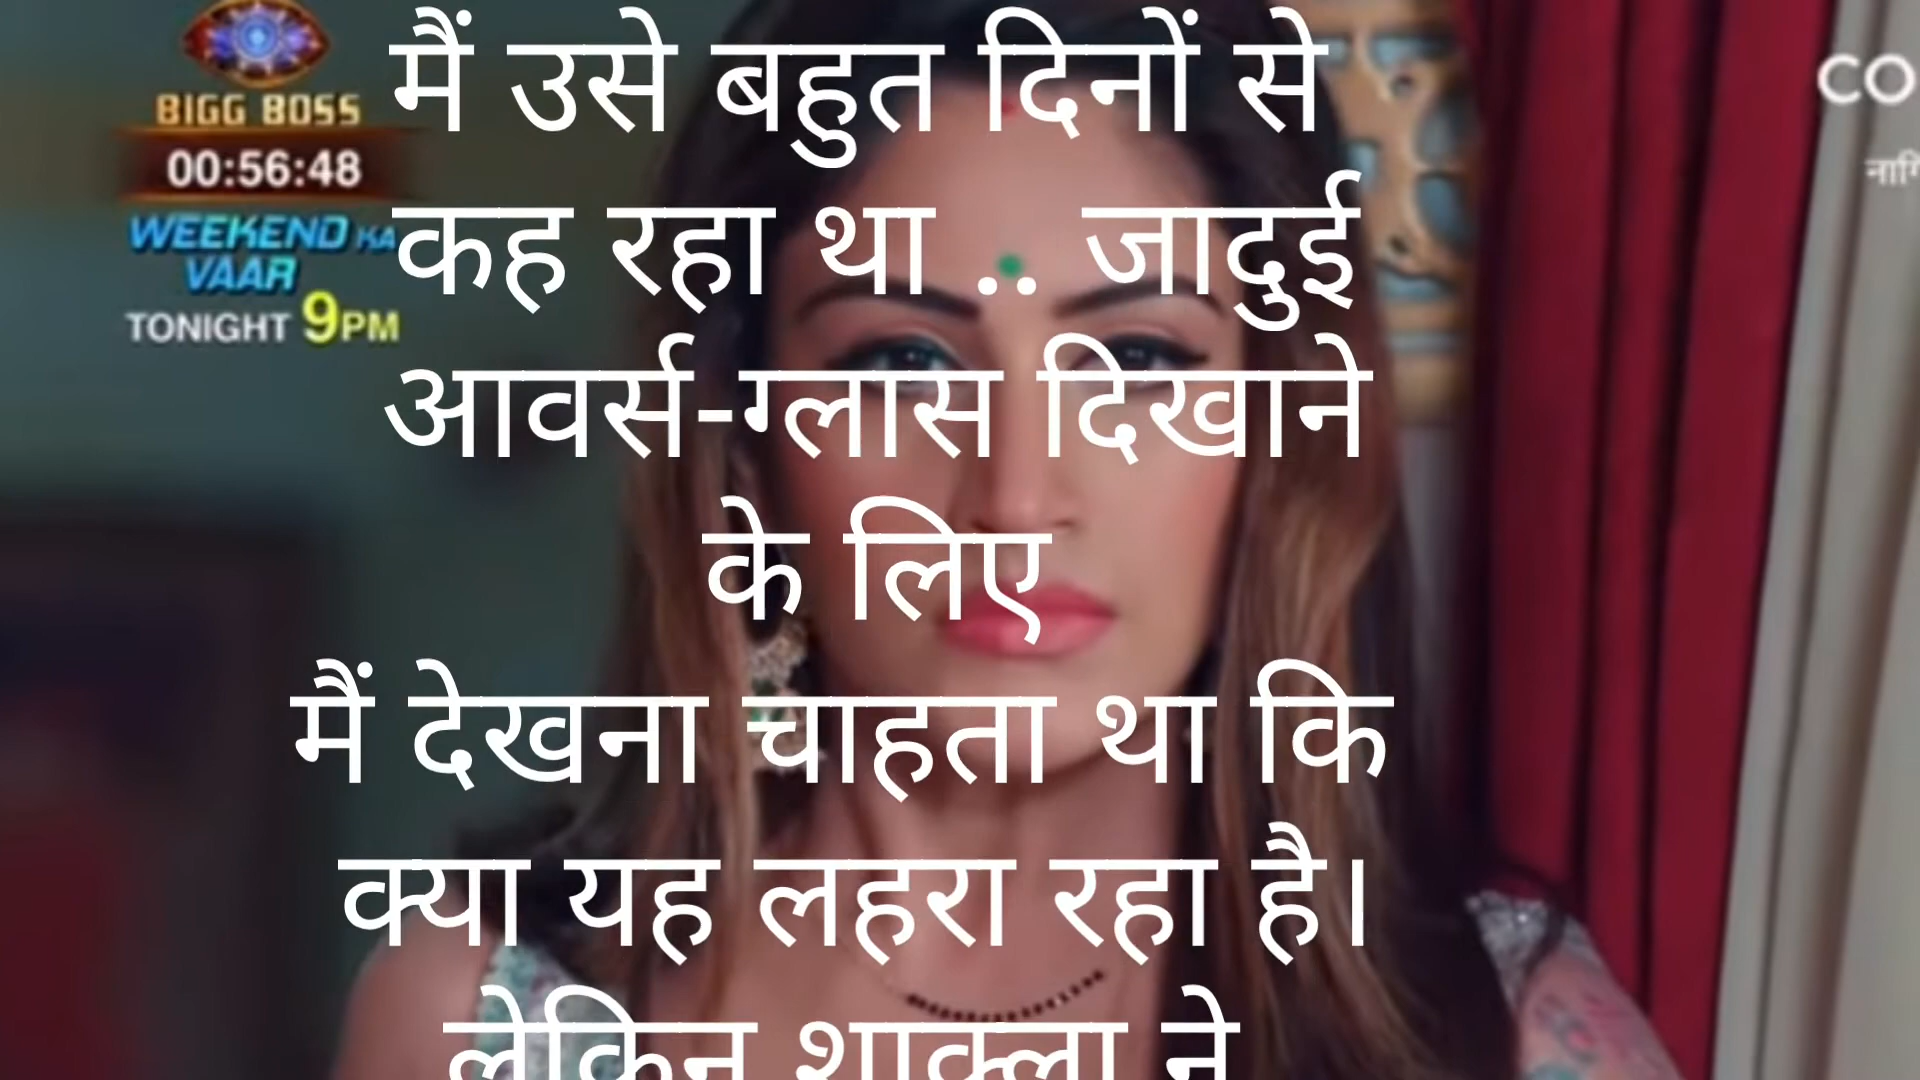 BIGG BOSS
00:56:48
WEEKEND KA
VAAR
TONIGHT 9PM
CO
मैं उसे बहुत दिनों से
कह रहा था .. जादुई
आवर्स-ग्लास दिखाने
के लिए
मैं देखना चाहता था कि
क्या यह लहरा रहा है।
लेकिन शाक्ला ने